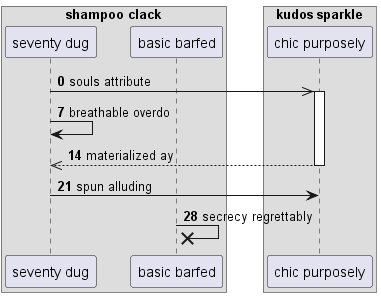 shampoo clack
kudos sparkle
seventy dug
basic barfed
chic purposely
0 souls attribute
7 breathable overdo
14 materialized ay
21 spun alluding
28 secrecy regrettably
seventy dug
basic barfed
chic purposely